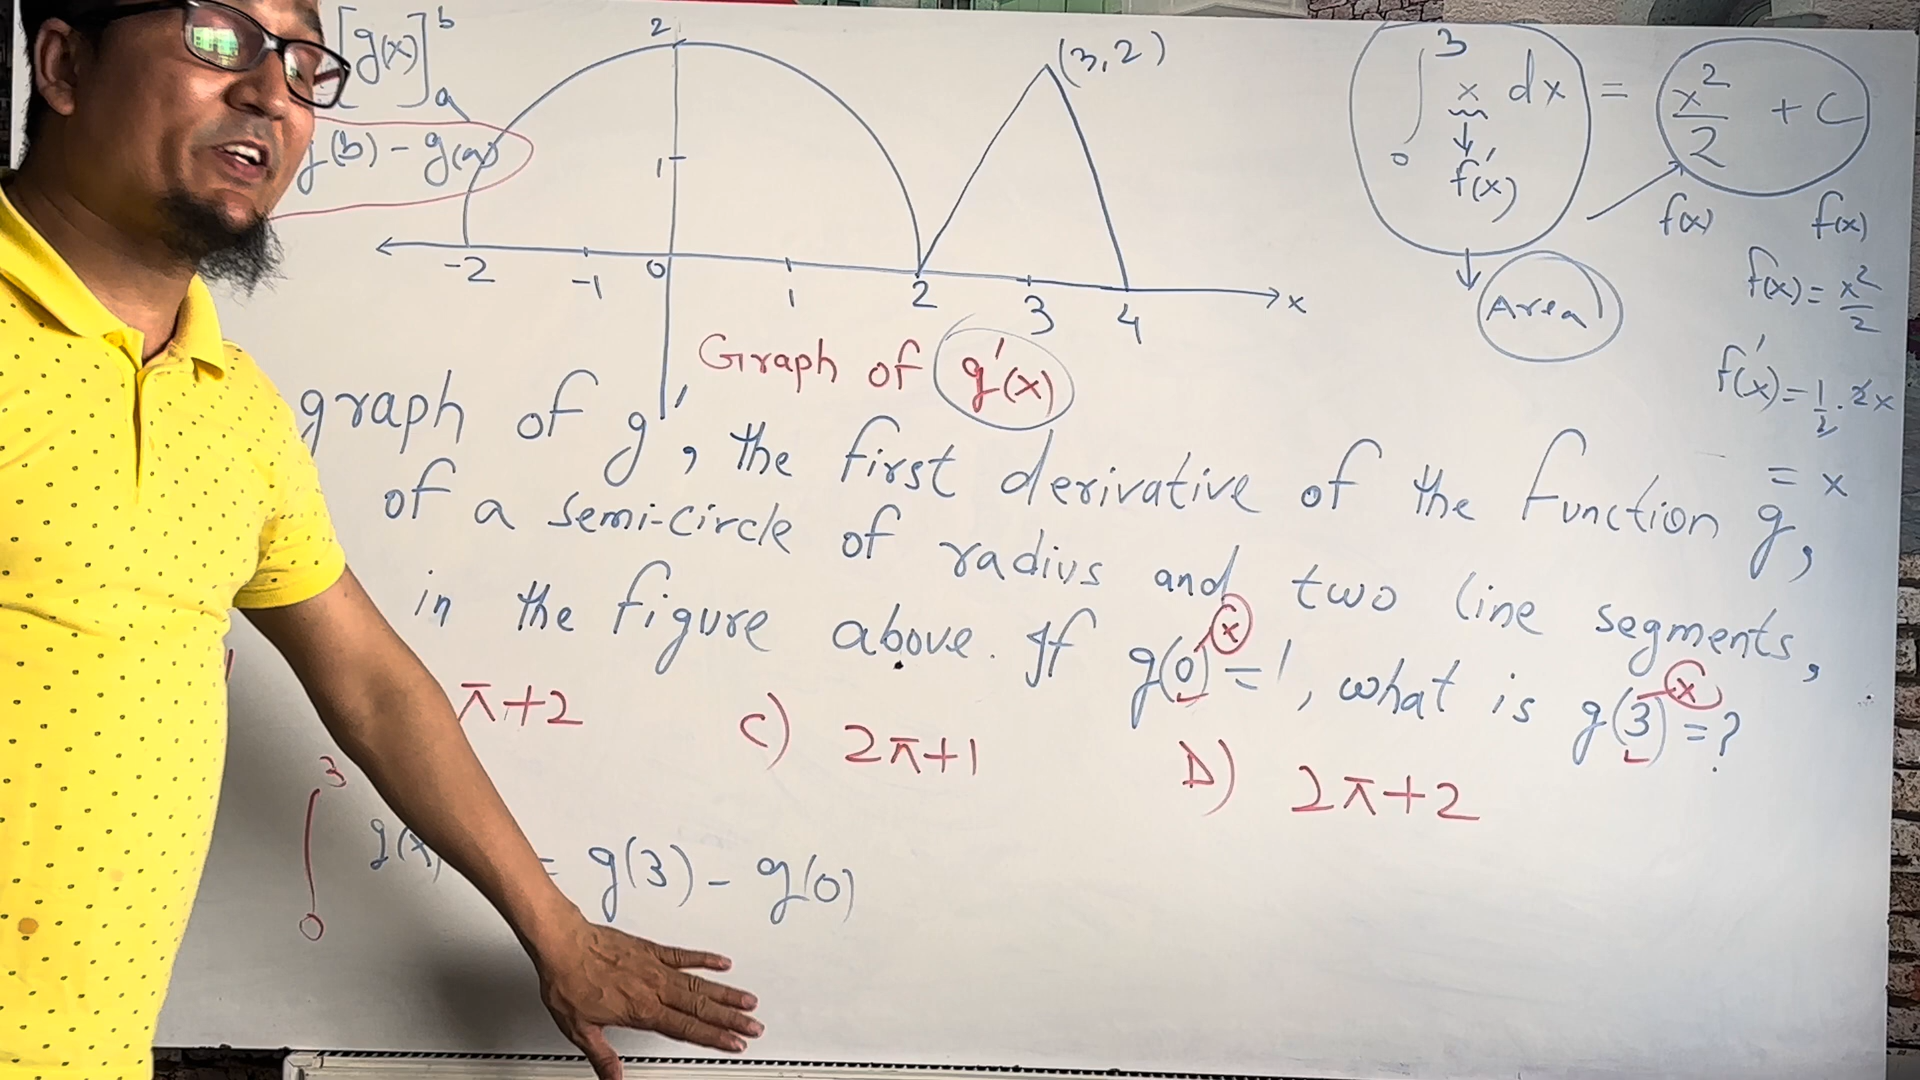 [g(x)]ᵇₐ
(b) - g(a)
2
1
(3,2)
-2 -1 0 1 2 3 4 x
Graph of g'(x)
∫₀³ x dx = x²/2 + C
f'(x)
f(x) f(x)
Area
f(x) = x²/2
f'(x) = 1/2 · 2x
= x
graph of g', the first derivative of the function g,
of a semi-circle of radius and two line segments,
in the figure above. If g(0) = 1, what is g(3) = ?
x x
π+2 C) 2π+1 D) 2π+2
∫₀³ g(x) = g(3) - g(0)